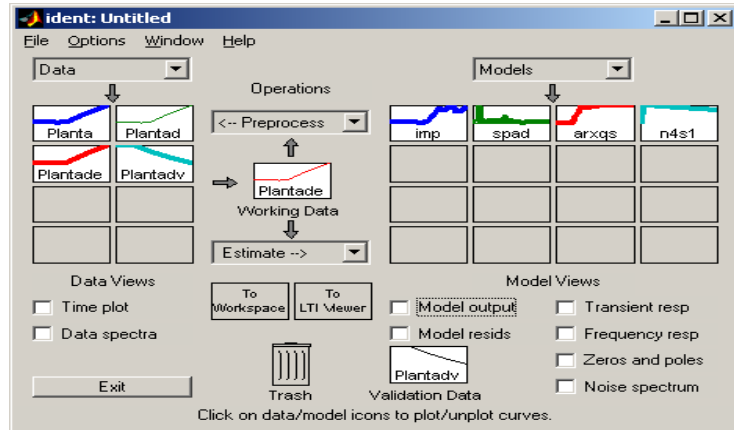 ident: Untitled
File Options Window Help
Data
Models
Operations
Planta Plantad
<-- Preprocess
imp spad arxqs n4s1
Plantade Plantadv
Plantade
Working Data
Estimate -->
Data Views
Model Views
Time plot
To Workspace
To LTI Viewer
Model output
Transient resp
Data spectra
Model resids
Frequency resp
Zeros and poles
Plantadv
Exit
Trash
Validation Data
Noise spectrum
Click on data/model icons to plot/unplot curves.